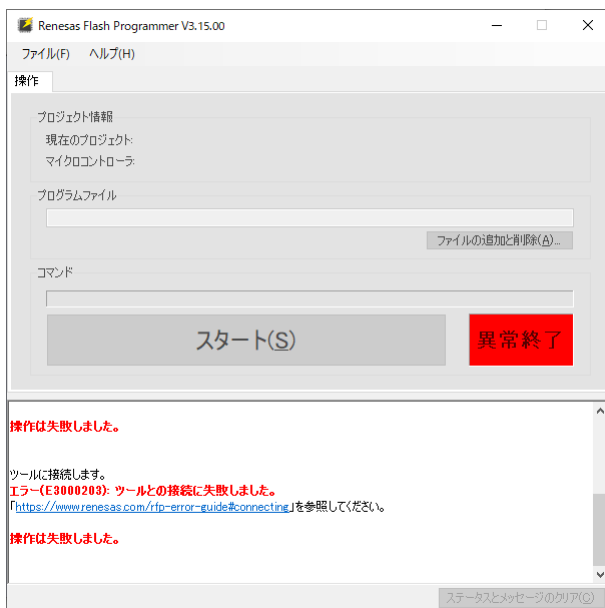 Renesas Flash Programmer V3.15.00
ファイル(F) ヘルプ(H)
操作
プロジェクト情報
現在のプロジェクト:
マイクロコントローラ:
プログラムファイル
ファイルの追加と削除(A)...
コマンド
スタート(S)
異常終了
操作は失敗しました。
ツールに接続します。
エラー(E3000203): ツールとの接続に失敗しました。
「https://www.renesas.com/rfp-error-guide#connecting」を参照してください。
操作は失敗しました。
ステータスとメッセージのクリア(C)